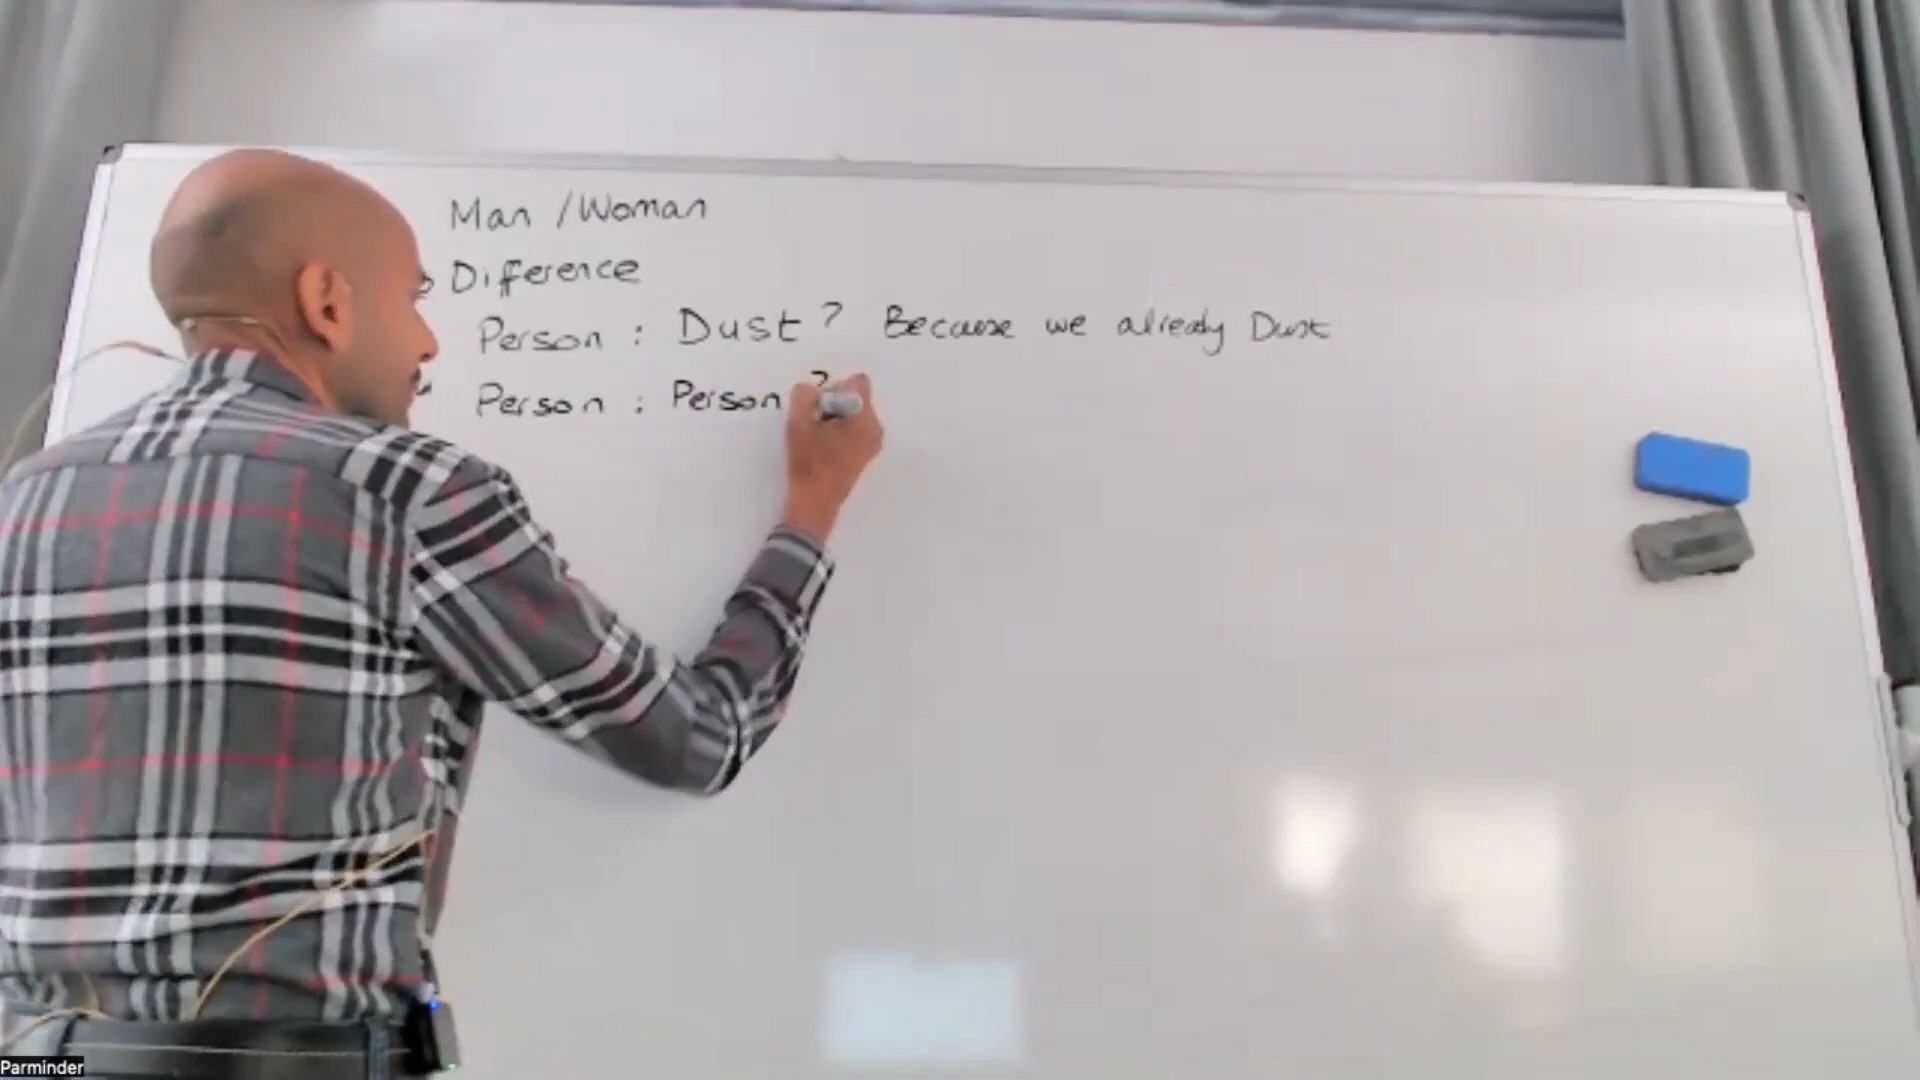 Man / Woman
Difference
Person : Dust ? Because we already Dust
Person : Person ?
Parminder